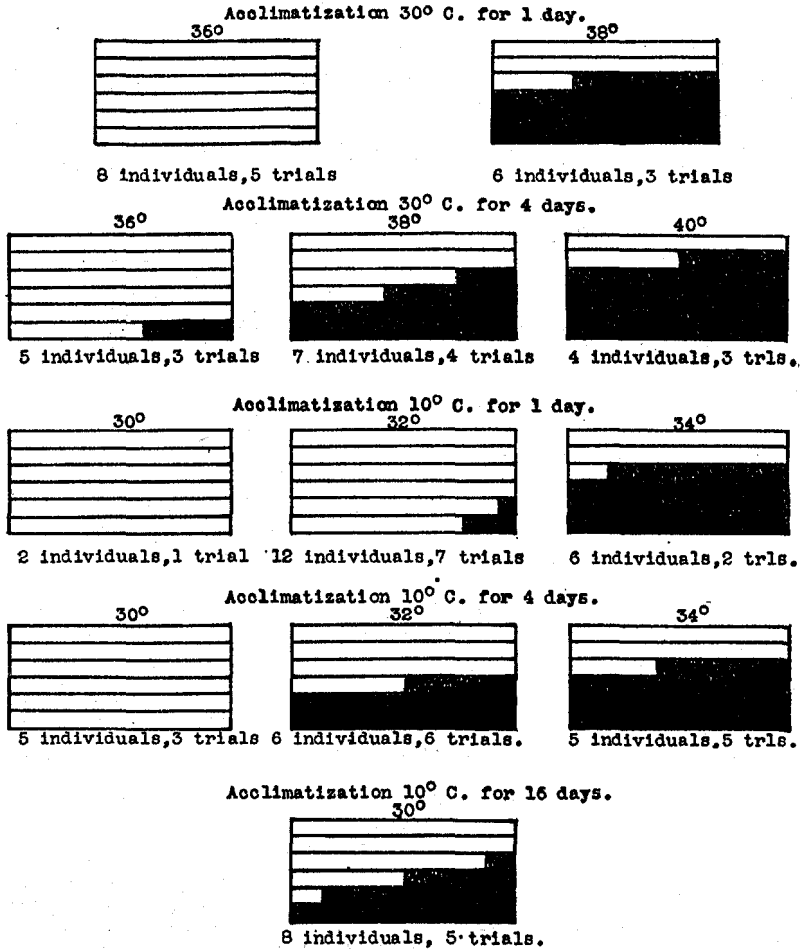 Acclimatization 30° C. for 1 day.
36° 38°
8 individuals,5 trials 6 individuals,3 trials
Acclimatization 30° C. for 4 days.
36° 38° 40°
5 individuals,3 trials 7 individuals,4 trials 4 individuals,3 trls.
Acclimatization 10° C. for 1 day.
30° 32° 34°
2 individuals,1 trial 12 individuals,7 trials 6 individuals,2 trls.
Acclimatization 10° C. for 4 days.
30° 32° 34°
5 individuals,3 trials 6 individuals,6 trials. 5 individuals,5 trls.
Acclimatization 10° C. for 16 days.
30°
8 individuals, 5 trials.